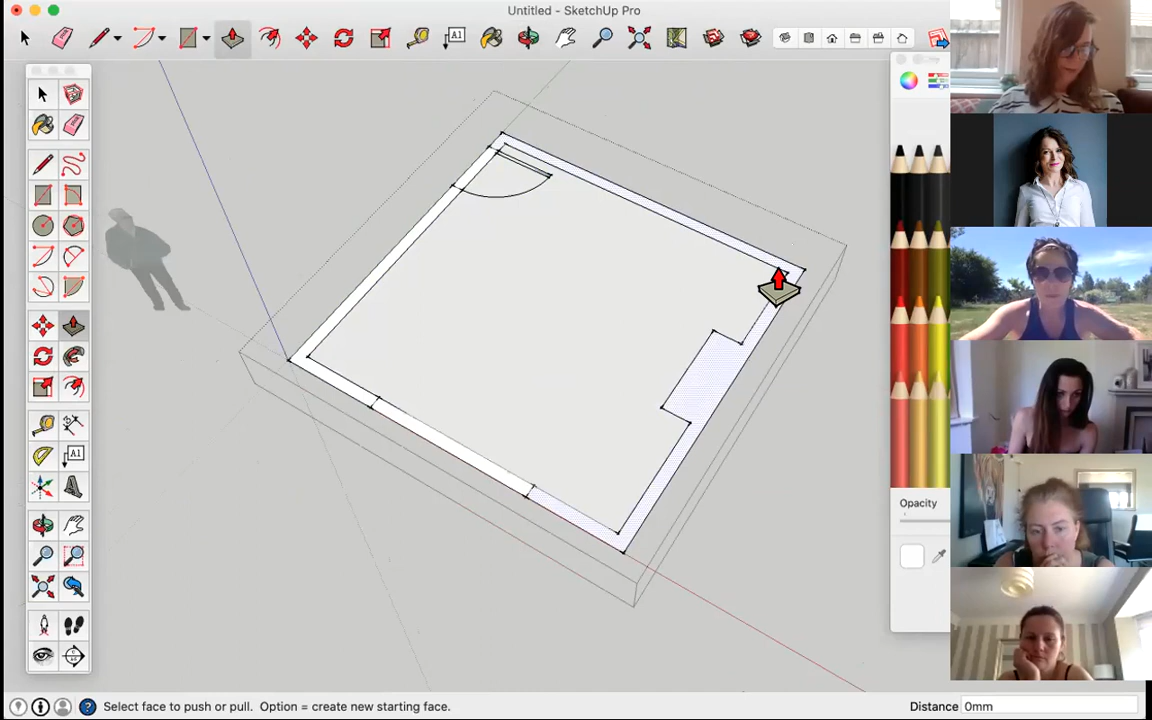 Untitled - SketchUp Pro
Opacity
Select face to push or pull. Option = create new starting face.
Distance
0mm